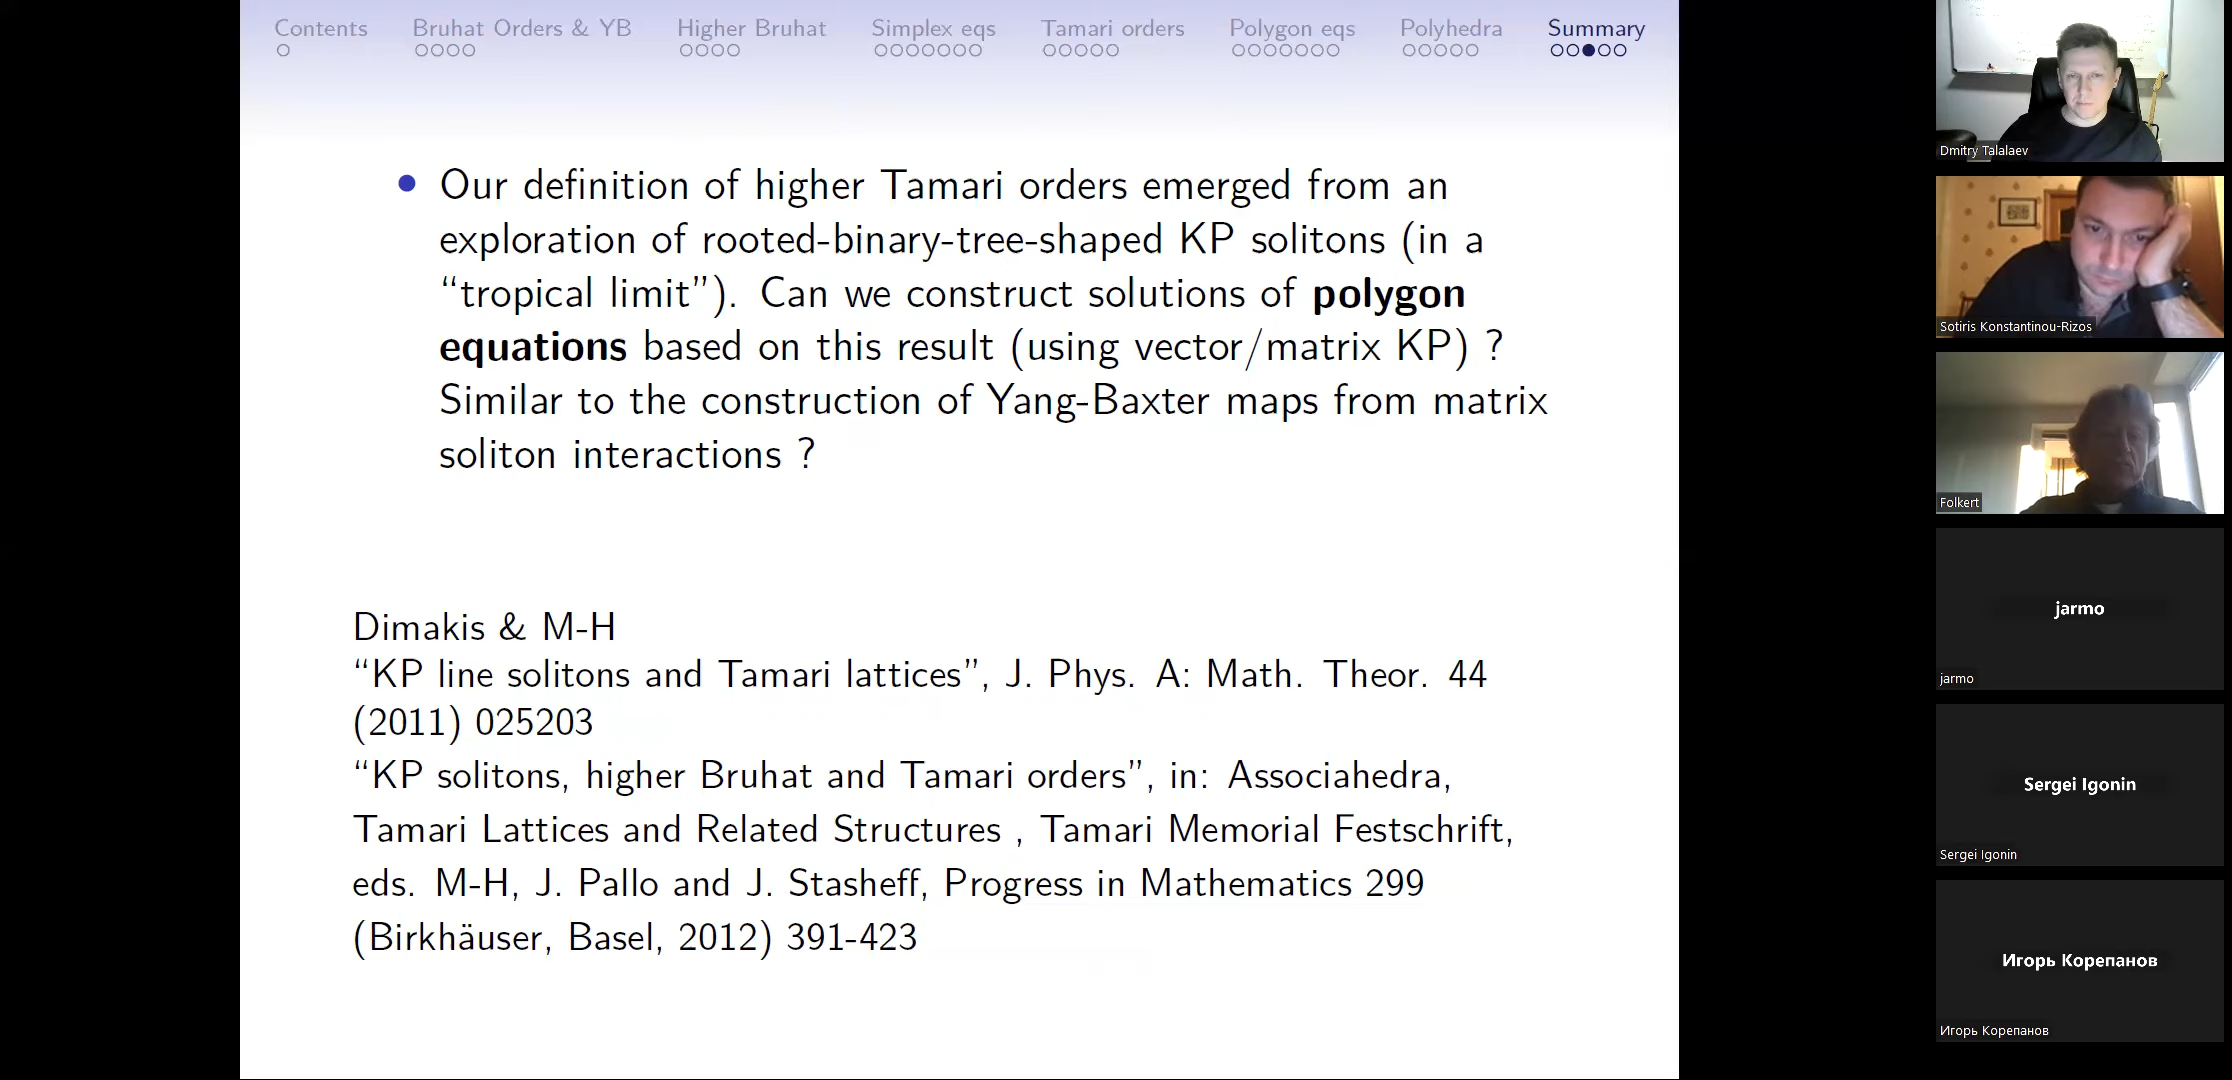 Contents Bruhat Orders & YB Higher Bruhat Simplex eqs Tamari orders Polygon eqs Polyhedra Summary
• Our definition of higher Tamari orders emerged from an
exploration of rooted-binary-tree-shaped KP solitons (in a
“tropical limit”). Can we construct solutions of polygon
equations based on this result (using vector/matrix KP) ?
Similar to the construction of Yang-Baxter maps from matrix
soliton interactions ?
Dimakis & M-H
“KP line solitons and Tamari lattices”, J. Phys. A: Math. Theor. 44
(2011) 025203
“KP solitons, higher Bruhat and Tamari orders”, in: Associahedra,
Tamari Lattices and Related Structures , Tamari Memorial Festschrift,
eds. M-H, J. Pallo and J. Stasheff, Progress in Mathematics 299
(Birkhäuser, Basel, 2012) 391-423
Dmitry Talalaev
Sotiris Konstantinou-Rizos
Folkert
jarmo
jarmo
Sergei Igonin
Sergei Igonin
Игорь Корепанов
Игорь Корепанов